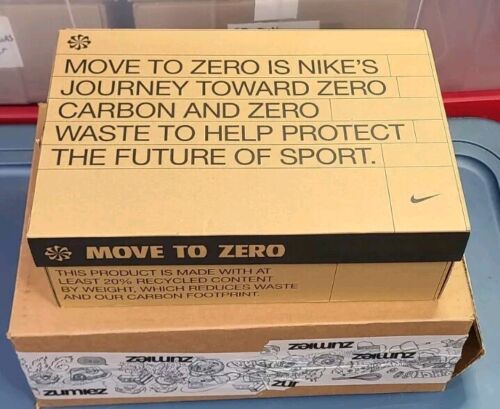 MOVE TO ZERO IS NIKE'S
JOURNEY TOWARD ZERO
CARBON AND ZERO
WASTE TO HELP PROTECT
THE FUTURE OF SPORT.
MOVE TO ZERO
THIS PRODUCT IS MADE WITH AT
LEAST 20% RECYCLED CONTENT
BY WEIGHT, WHICH REDUCES WASTE
AND OUR CARBON FOOTPRINT.
zumiez
zumiez
zumiez
zumiez
zur